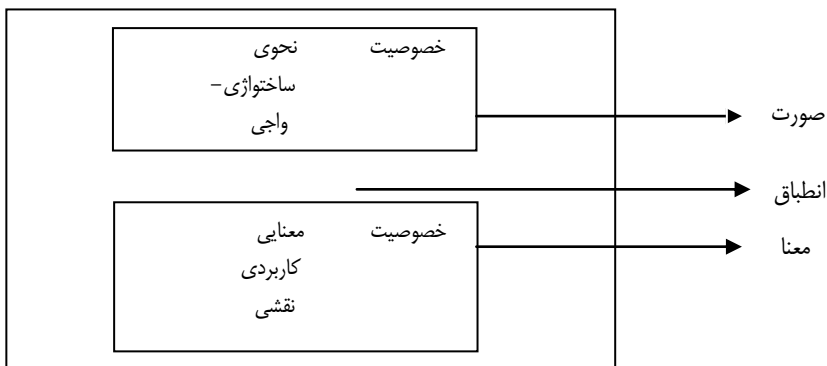 خصوصیت نحوی
ساختواژی–
واجی
صورت
انطباق
خصوصیت معنایی
کاربردی
نقشی
معنا